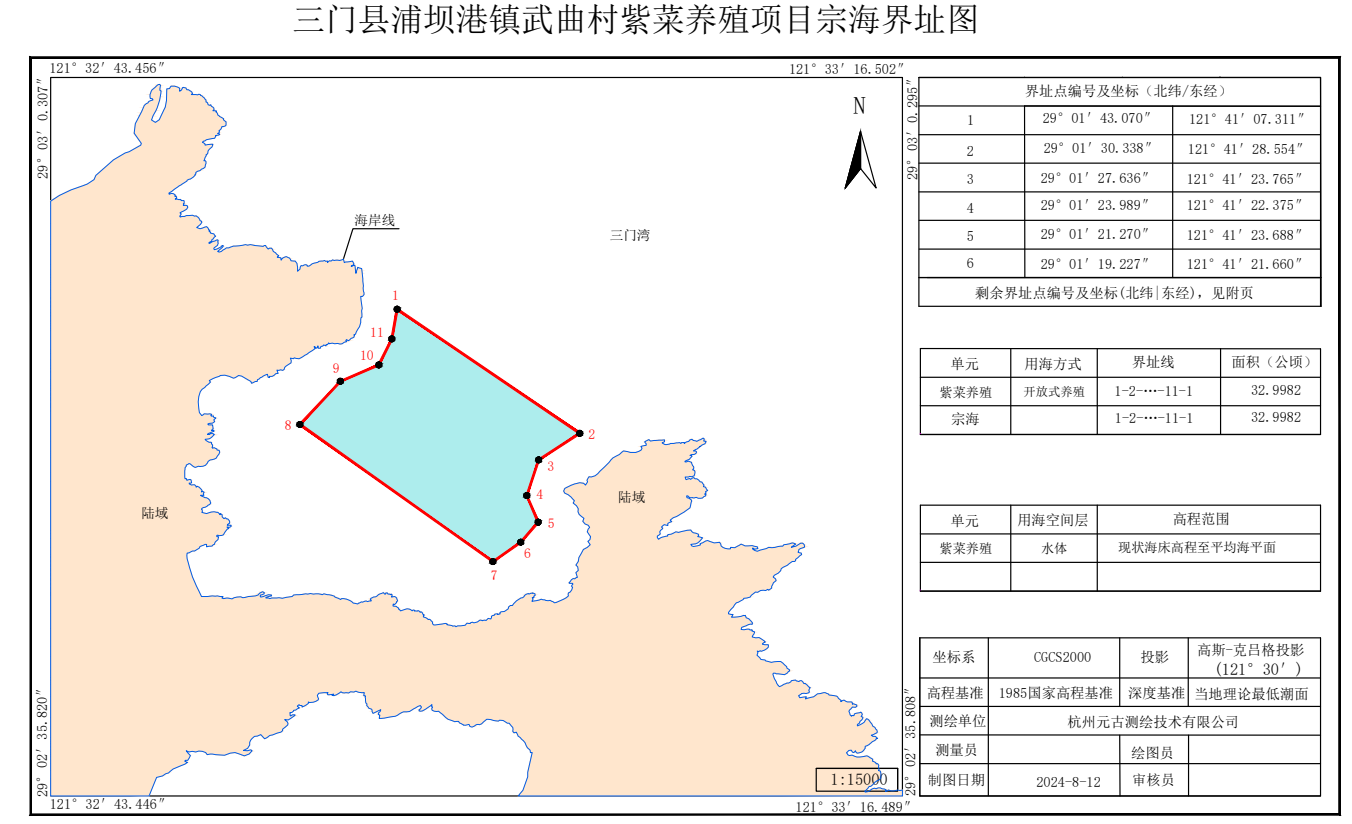 三门县浦坝港镇武曲村紫菜养殖项目宗海界址图
121° 32′ 43.456″
121° 33′ 16.502″
29° 03′ 0.307″
29° 03′ 0.295″
N
海岸线
三门湾
1
11
10
9
8
2
3
4
5
6
7
陆域
陆域
29° 02′ 35.820″
29° 02′ 35.808″
1:15000
121° 32′ 43.446″
121° 33′ 16.489″
界址点编号及坐标（北纬/东经）
1 29° 01′ 43.070″ 121° 41′ 07.311″
2 29° 01′ 30.338″ 121° 41′ 28.554″
3 29° 01′ 27.636″ 121° 41′ 23.765″
4 29° 01′ 23.989″ 121° 41′ 22.375″
5 29° 01′ 21.270″ 121° 41′ 23.688″
6 29° 01′ 19.227″ 121° 41′ 21.660″
剩余界址点编号及坐标(北纬|东经)，见附页
单元 用海方式 界址线 面积（公顷）
紫菜养殖 开放式养殖 1-2-···-11-1 32.9982
宗海 1-2-···-11-1 32.9982
单元 用海空间层 高程范围
紫菜养殖 水体 现状海床高程至平均海平面
坐标系 CGCS2000 投影 高斯-克吕格投影
(121° 30′)
高程基准 1985国家高程基准 深度基准 当地理论最低潮面
测绘单位 杭州元古测绘技术有限公司
测量员 绘图员
制图日期 2024-8-12 审核员